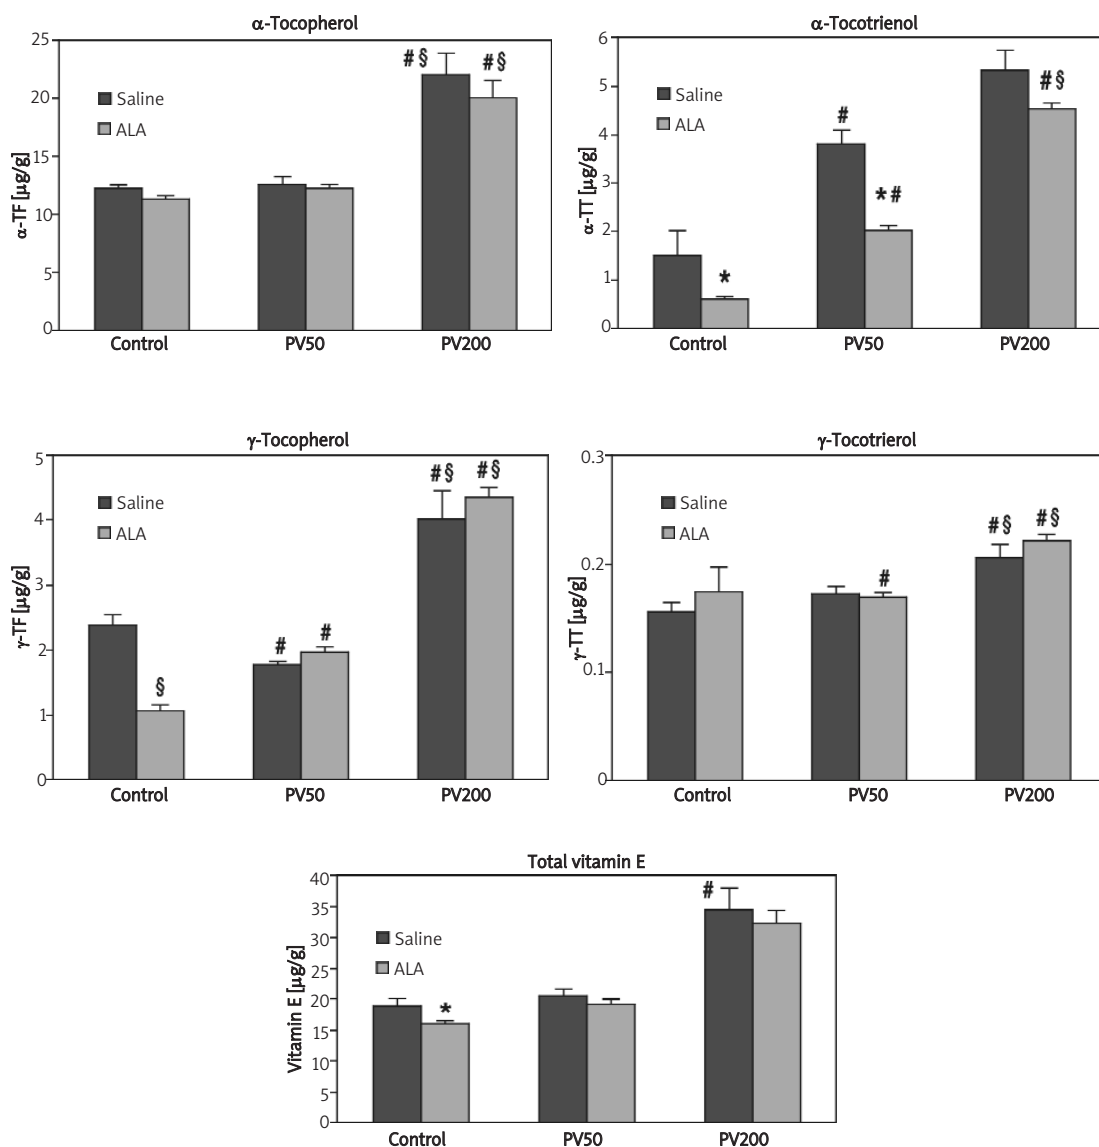 α-Tocopherol
α-TF [µg/g]
25
20
15
10
5
0
Saline
ALA
# §
# §
Control
PV50
PV200
α-Tocotrienol
α-TT [µg/g]
6
5
4
3
2
1
0
Saline
ALA
*
#
* #
# §
Control
PV50
PV200
γ-Tocopherol
γ-TF [µg/g]
5
4
3
2
1
0
Saline
ALA
§
#
#
# §
# §
Control
PV50
PV200
γ-Tocotrierol
γ-TT [µg/g]
0.3
0.2
0.1
0
Saline
ALA
#
# §
# §
Control
PV50
PV200
Total vitamin E
Vitamin E [µg/g]
40
35
30
25
20
15
10
5
0
Saline
ALA
*
#
Control
PV50
PV200